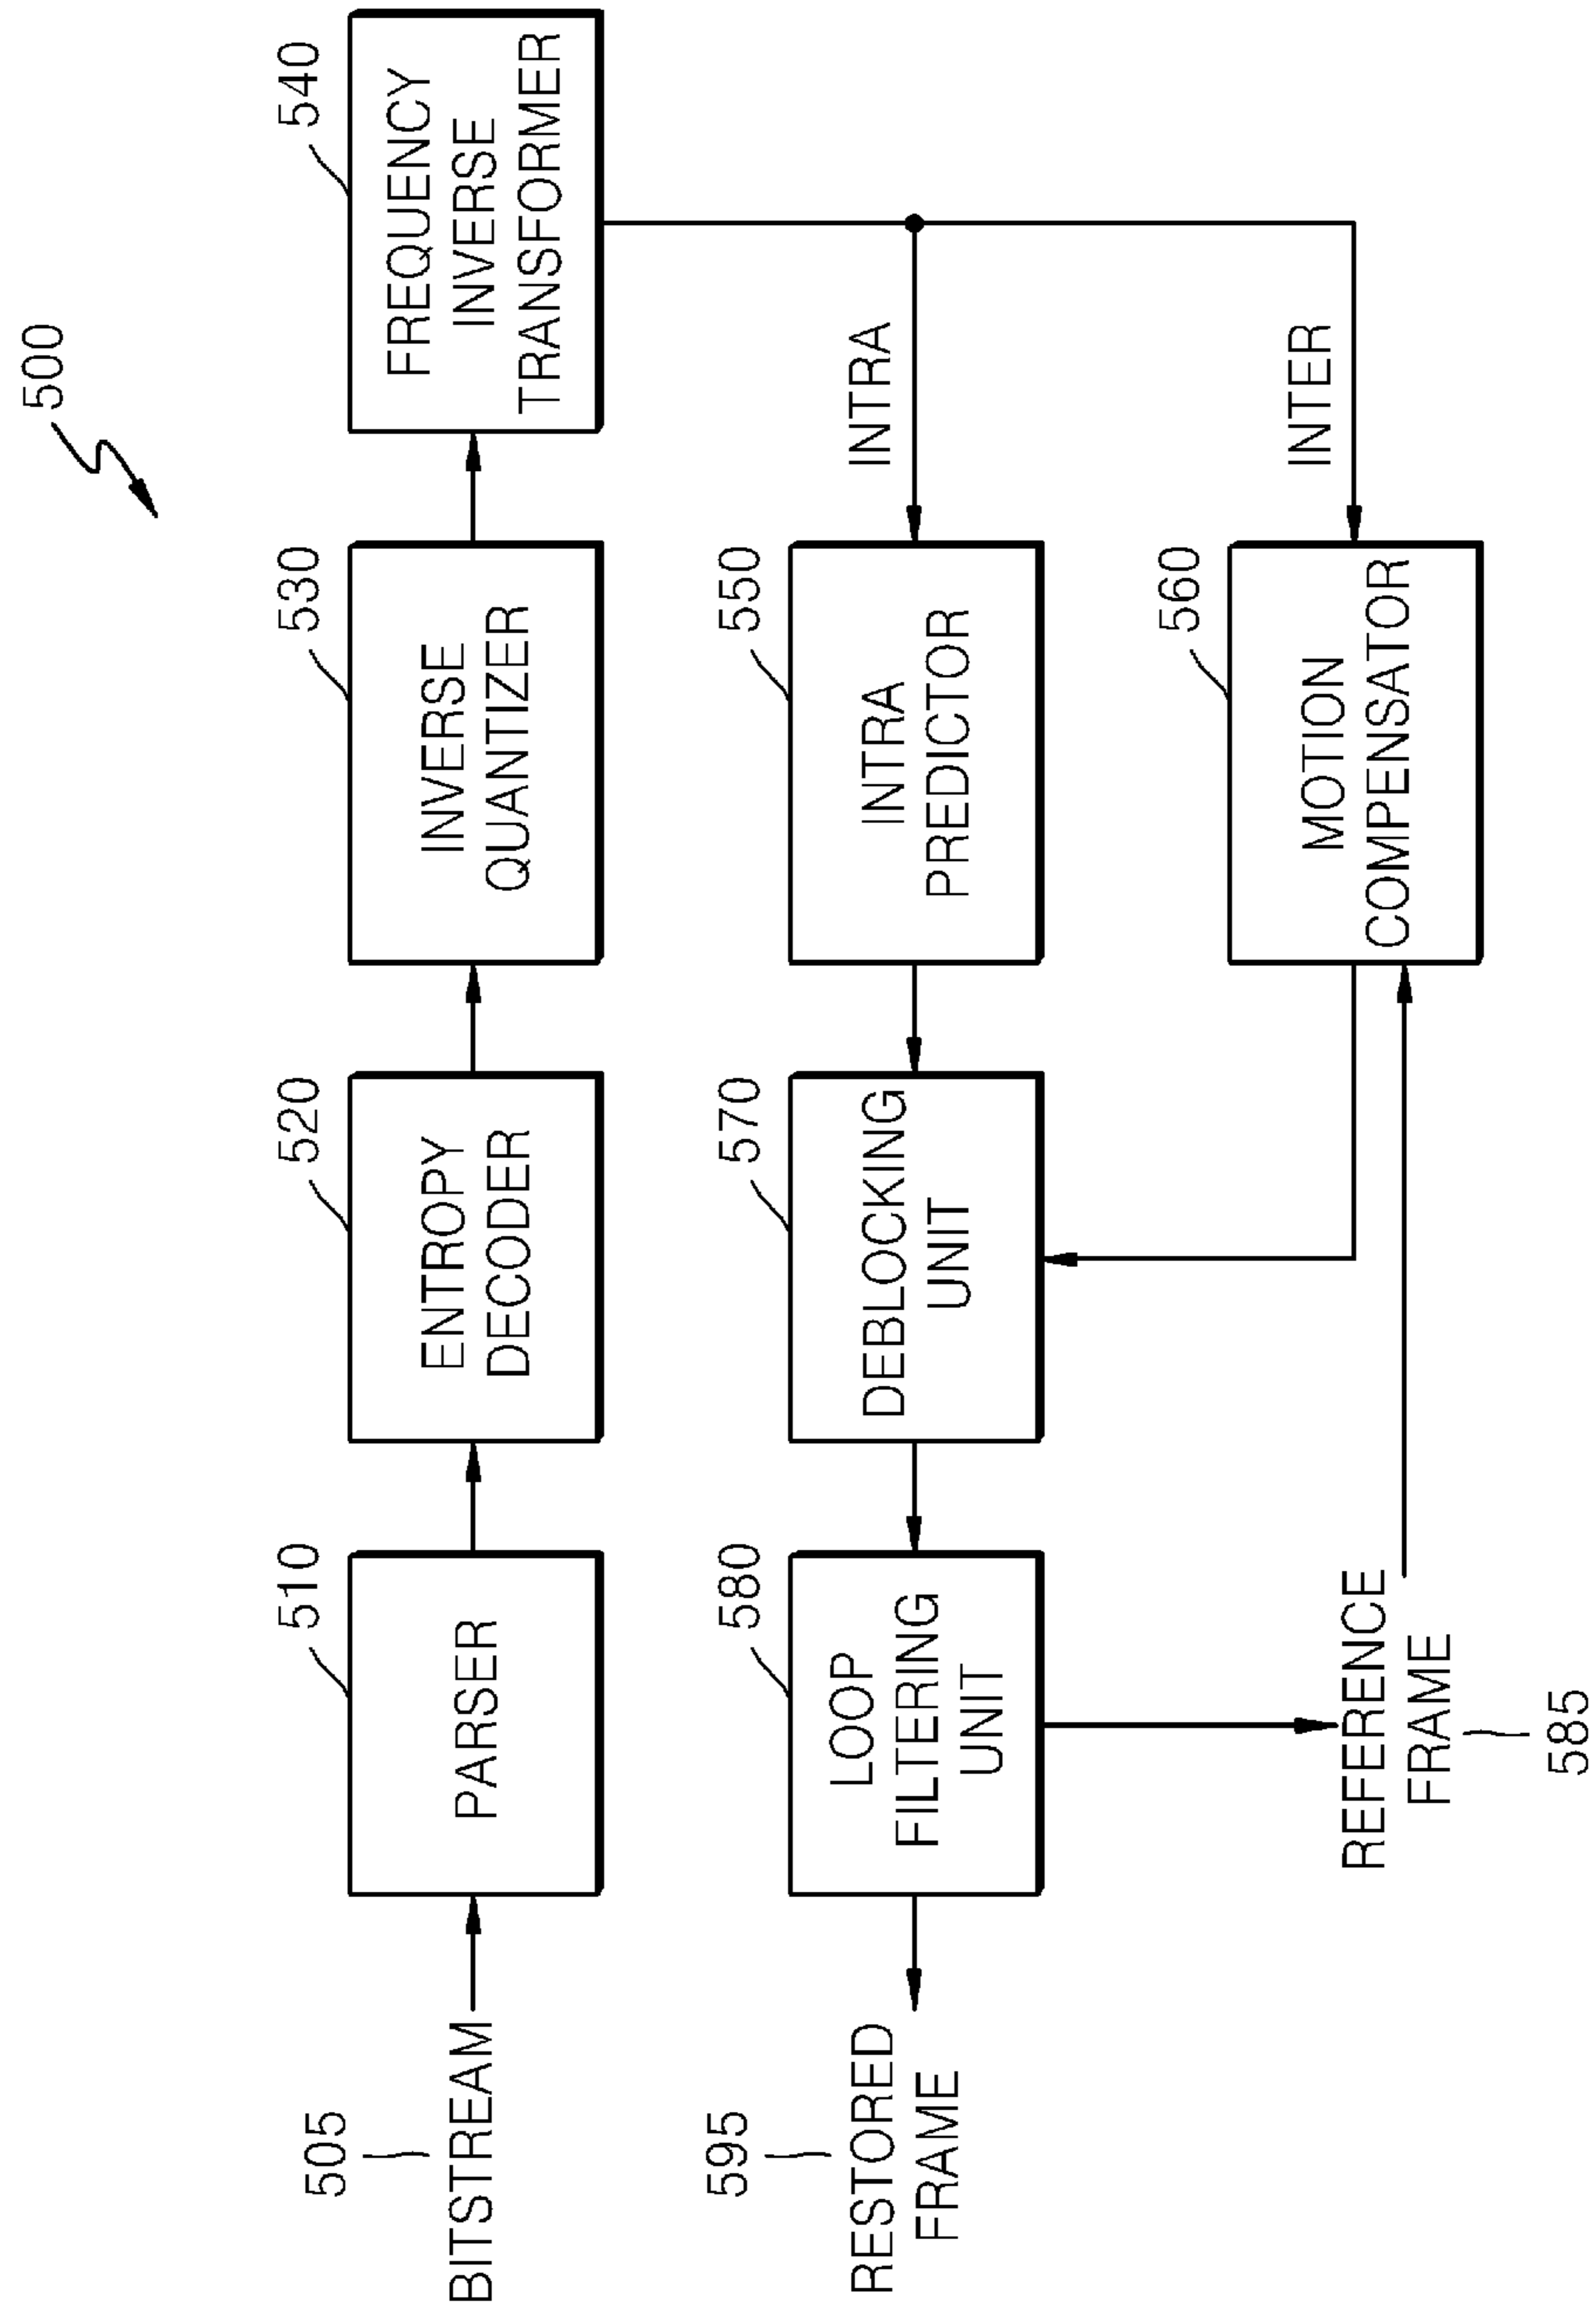 500
510
520
530
540
505
BITSTREAM
PARSER
ENTROPY
DECODER
INVERSE
QUANTIZER
FREQUENCY
INVERSE
TRANSFORMER
595
580
570
550
RESTORED
FRAME
LOOP
FILTERING
UNIT
DEBLOCKING
UNIT
INTRA
PREDICTOR
INTRA
560
REFERENCE
FRAME
MOTION
COMPENSATOR
INTER
585